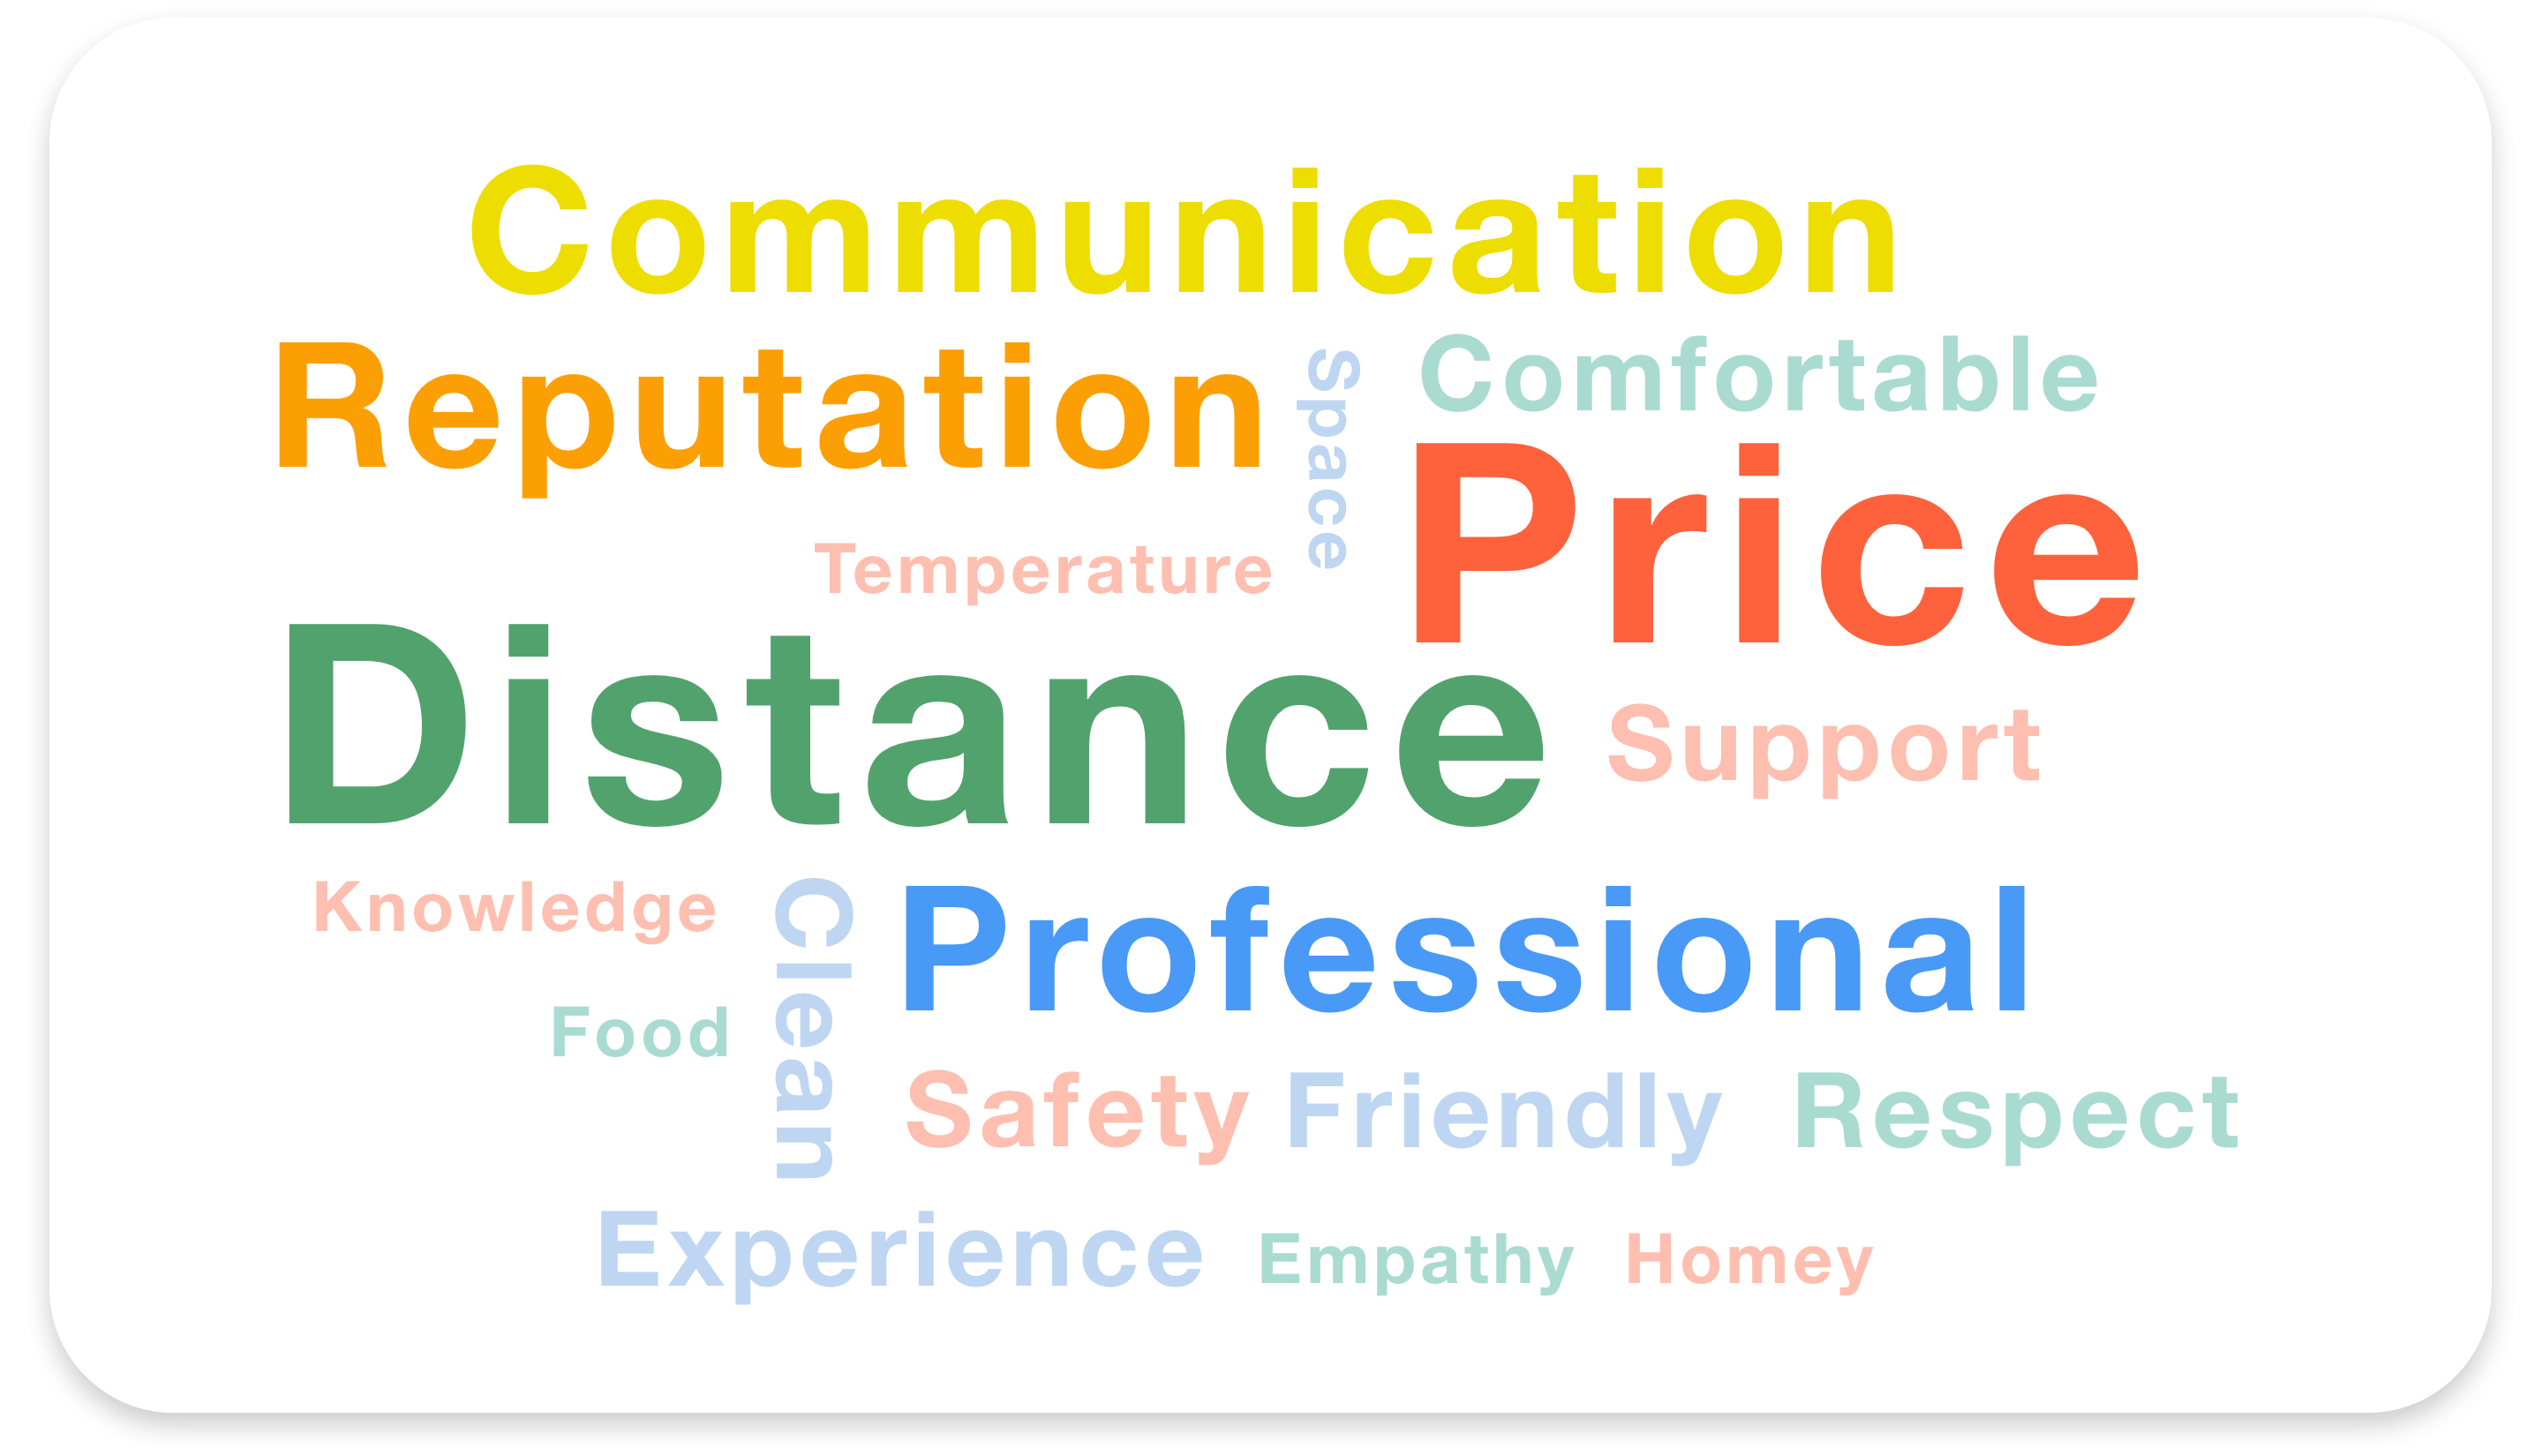 Communication
Reputation
Space
Comfortable
Price
Temperature
Distance
Support
Knowledge
Clean
Professional
Food
Safety
Friendly
Respect
Experience
Empathy
Homey